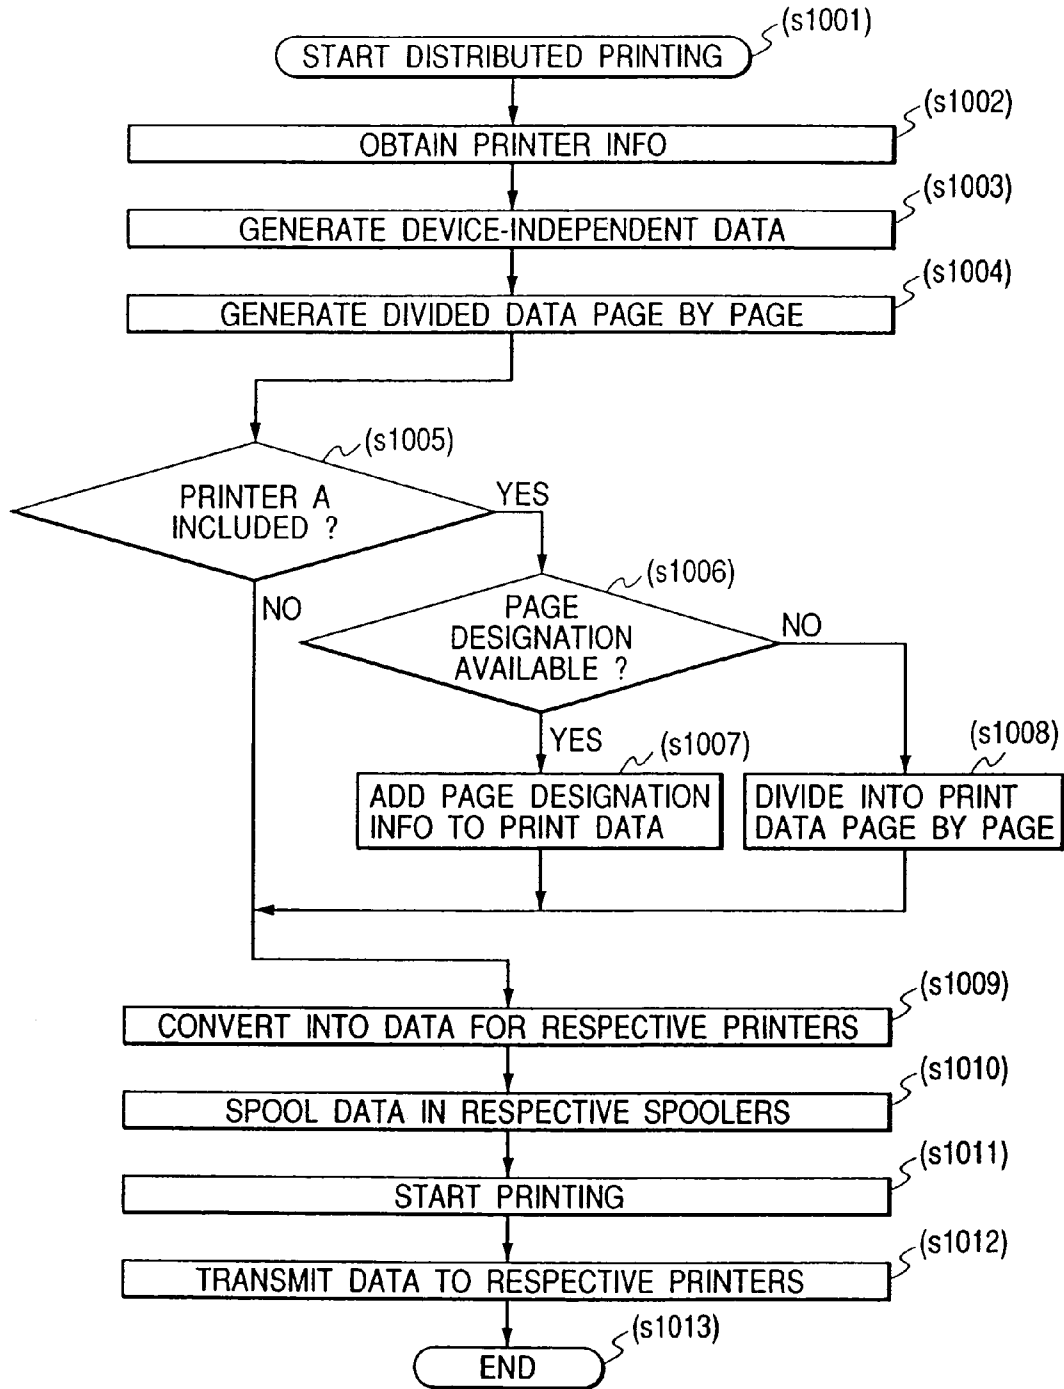 (s1001)
START DISTRIBUTED PRINTING
(s1002)
OBTAIN PRINTER INFO
(s1003)
GENERATE DEVICE-INDEPENDENT DATA
(s1004)
GENERATE DIVIDED DATA PAGE BY PAGE
(s1005)
PRINTER A
INCLUDED ?
YES
NO
(s1006)
PAGE
DESIGNATION
AVAILABLE ?
NO
YES
(s1007)
ADD PAGE DESIGNATION
INFO TO PRINT DATA
(s1008)
DIVIDE INTO PRINT
DATA PAGE BY PAGE
(s1009)
CONVERT INTO DATA FOR RESPECTIVE PRINTERS
(s1010)
SPOOL DATA IN RESPECTIVE SPOOLERS
(s1011)
START PRINTING
(s1012)
TRANSMIT DATA TO RESPECTIVE PRINTERS
(s1013)
END